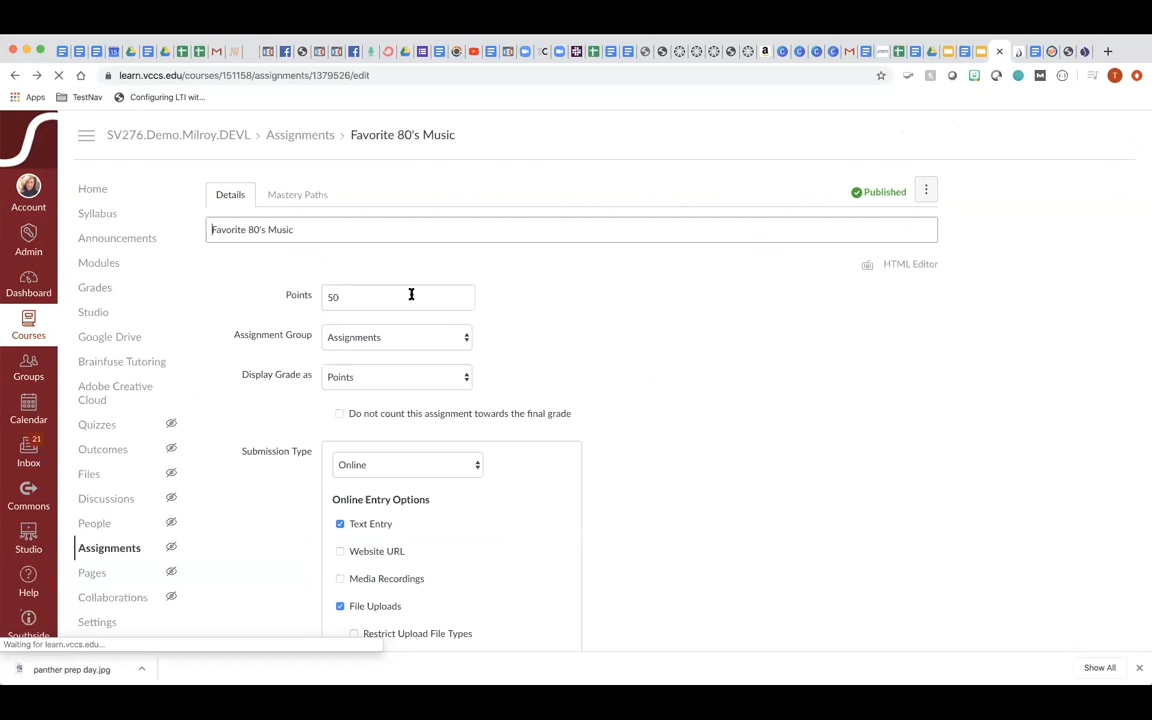 learn.vccs.edu/courses/151158/assignments/1379526/edit
Apps TestNav Configuring LTI wit...
SV276.Demo.Milroy.DEVL > Assignments > Favorite 80's Music
Account
Admin
Dashboard
Courses
Groups
Calendar
21
Inbox
Commons
Studio
Help
Southside
Home
Syllabus
Announcements
Modules
Grades
Studio
Google Drive
Brainfuse Tutoring
Adobe Creative
Cloud
Quizzes
Outcomes
Files
Discussions
People
Assignments
Pages
Collaborations
Settings
Details Mastery Paths Published
Favorite 80's Music
HTML Editor
Points 50
Assignment Group Assignments
Display Grade as Points
Do not count this assignment towards the final grade
Submission Type Online
Online Entry Options
Text Entry
Website URL
Media Recordings
File Uploads
Restrict Upload File Types
Waiting for learn.vccs.edu...
panther prep day.jpg Show All